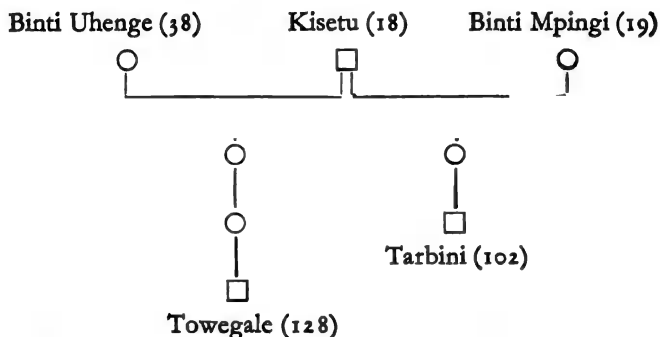 Binti Uhenge (38) Kisetu (18) Binti Mpingi (19)
Tarbini (102)
Towegale (128)